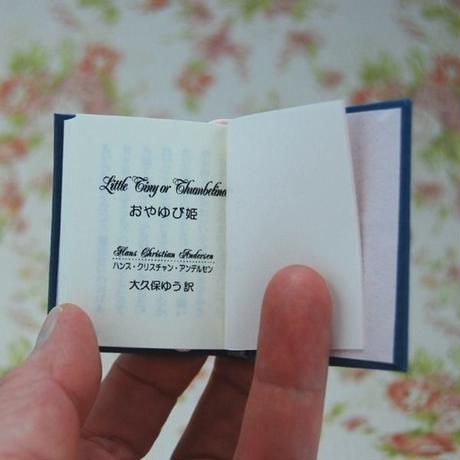 Little Tiny or Thumbelina
おやゆび姫
Hans Christian Andersen
ハンス・クリスチャン・アンデルセン
大久保ゆう 訳